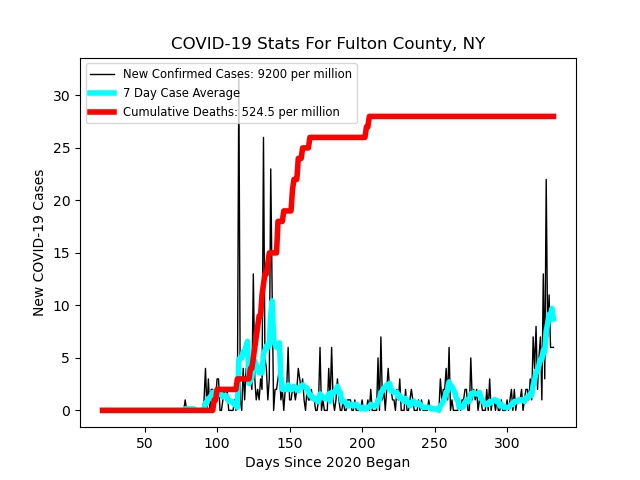 COVID-19 Stats For Fulton County, NY
New Confirmed Cases: 9200 per million
7 Day Case Average
Cumulative Deaths: 524.5 per million
New COVID-19 Cases
30
25
20
15
10
5
0
50 100 150 200 250 300
Days Since 2020 Began